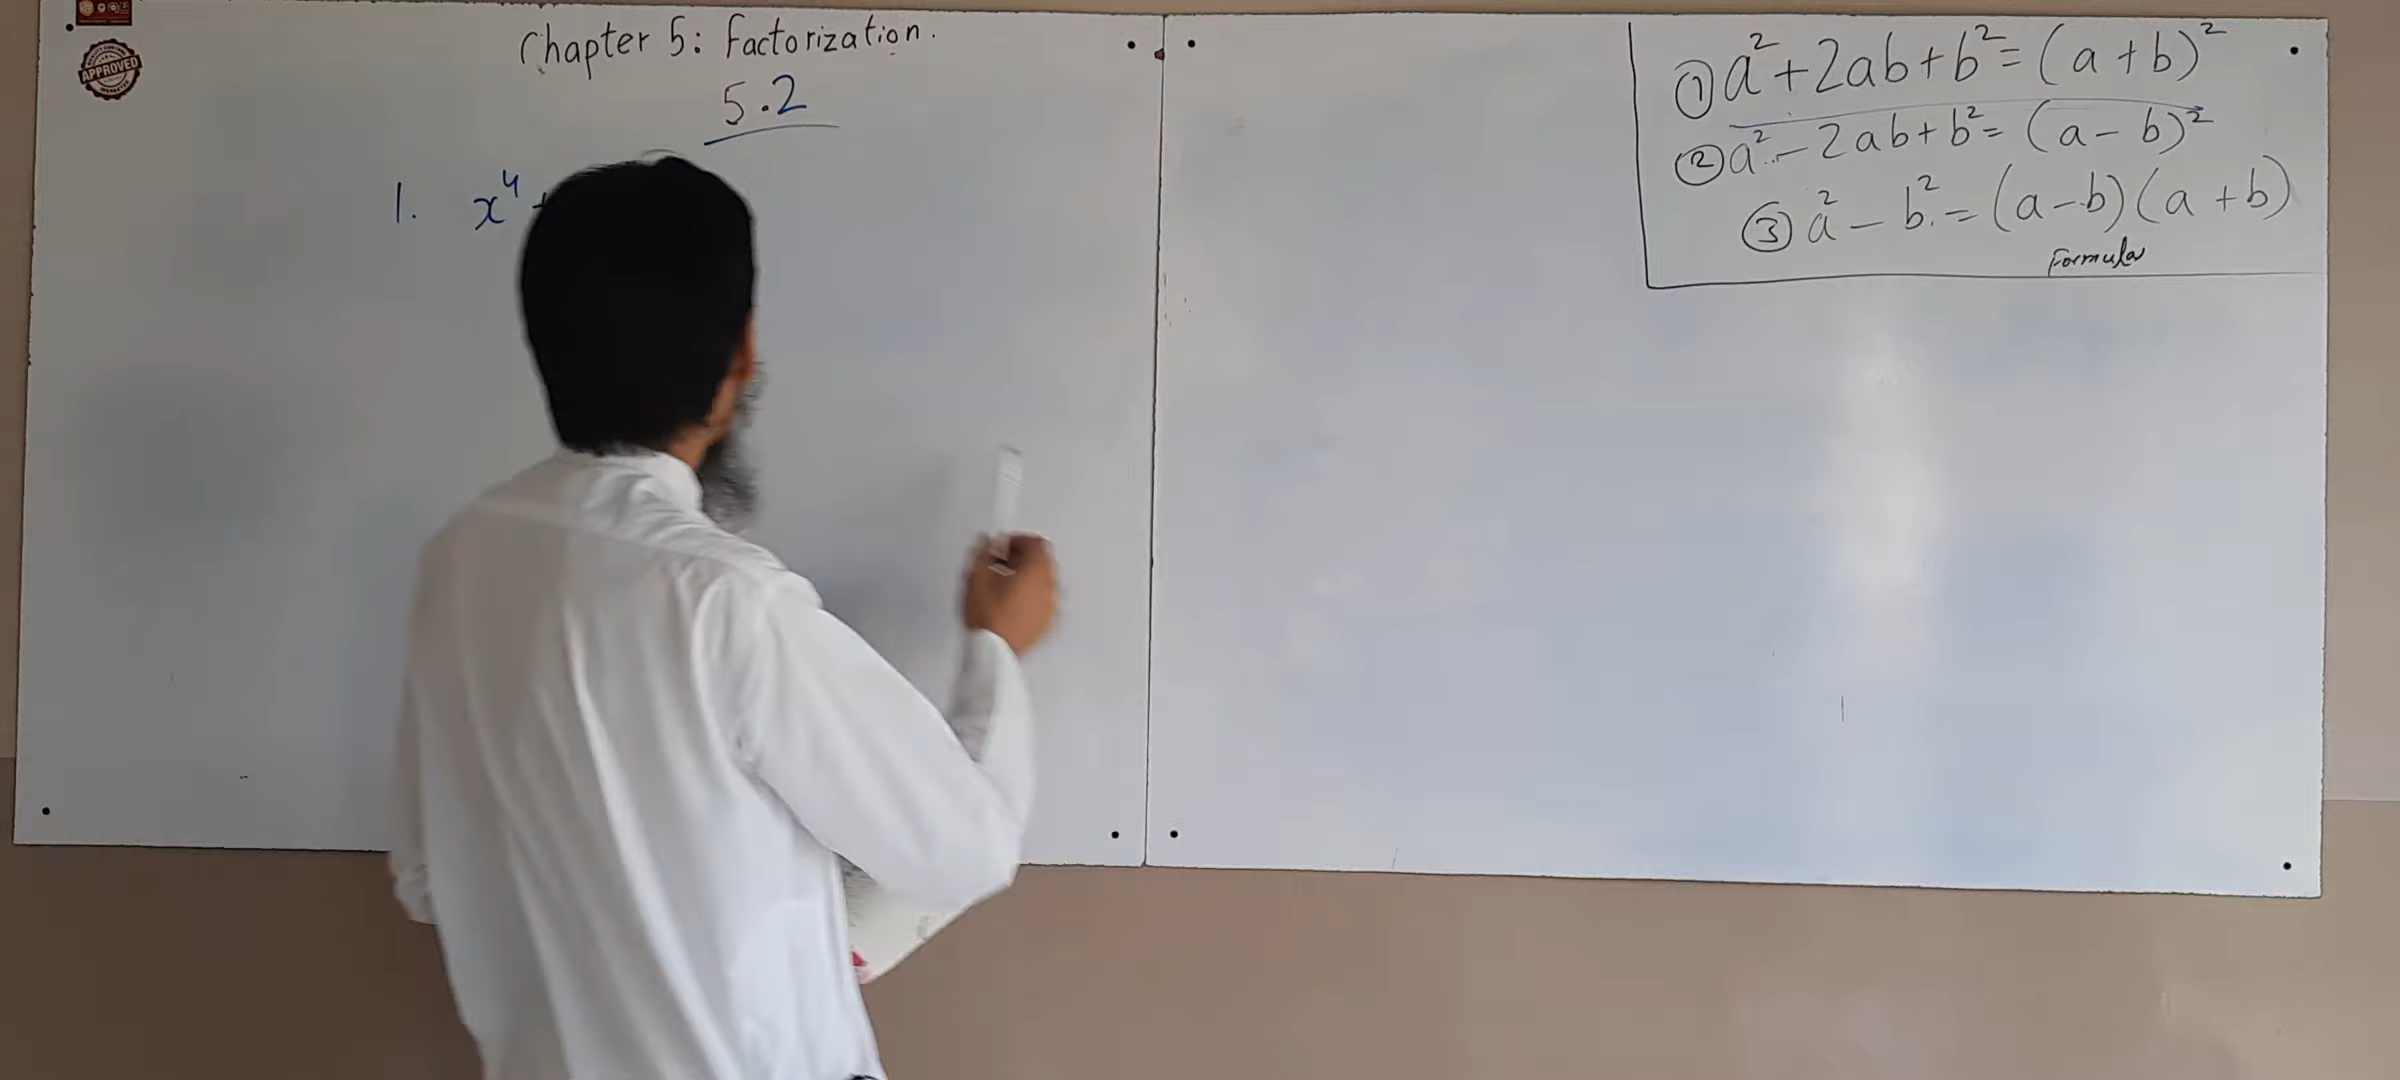 Chapter 5: Factorization.
5.2
1. x⁴ +
① a² + 2ab + b² = (a + b)²
② a² - 2ab + b² = (a - b)²
③ a² - b² = (a - b) (a + b)
Formula
APPROVED